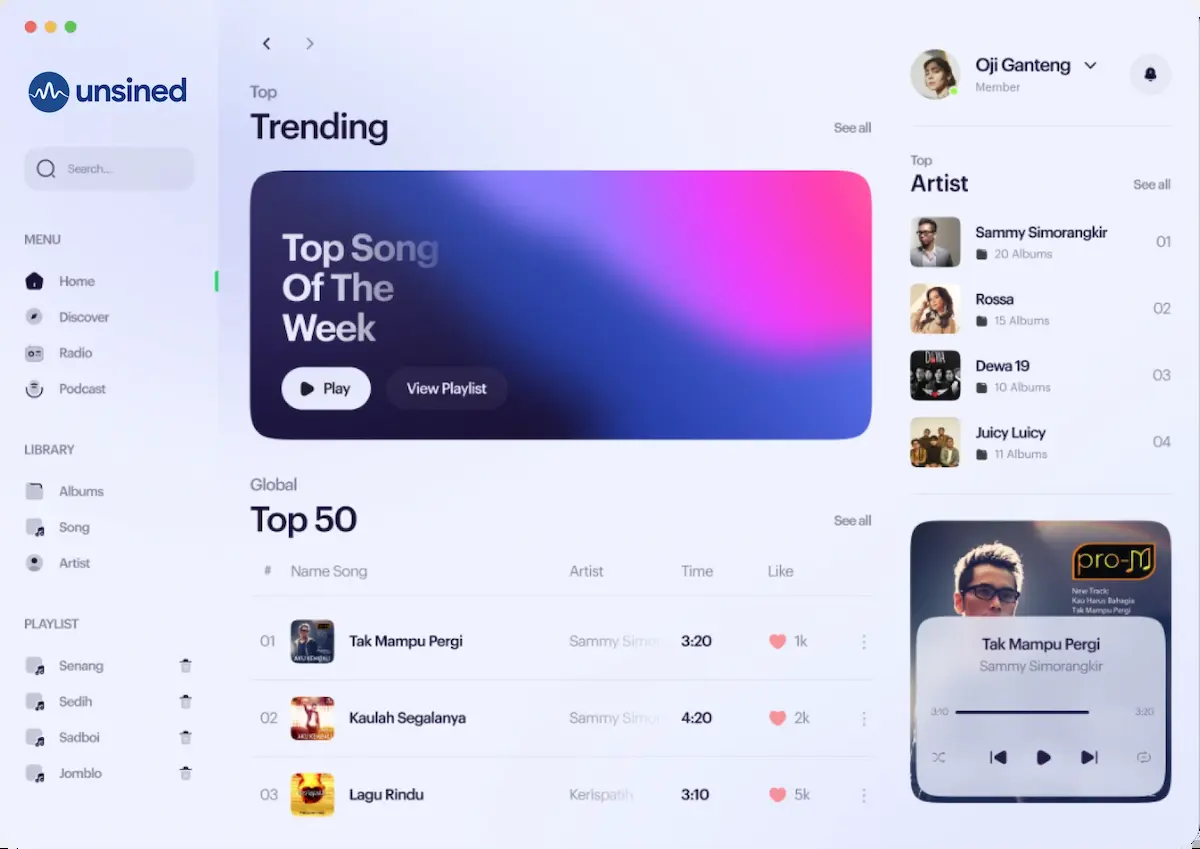 unsined
Search...
MENU
Home
Discover
Radio
Podcast
LIBRARY
Albums
Song
Artist
PLAYLIST
Senang
Sedih
Sadboi
Jomblo
Top
Trending
See all
Top Song
Of The
Week
Play
View Playlist
Global
Top 50
See all
# Name Song Artist Time Like
01 Tak Mampu Pergi Sammy Simo 3:20 1k
AKU KEMBALI
02 Kaulah Segalanya Sammy Simo 4:20 2k
AKU KEMBALI
03 Lagu Rindu Kerispatih 3:10 5k
Oji Ganteng
Member
Top
Artist
See all
Sammy Simorangkir
20 Albums
01
Rossa
15 Albums
02
DEWA
Dewa 19
10 Albums
03
Juicy Luicy
11 Albums
04
pro-M
New Track:
Kau Harus Bahagia
Tak Mampu Pergi
Tak Mampu Pergi
Sammy Simorangkir
3:10 3:20